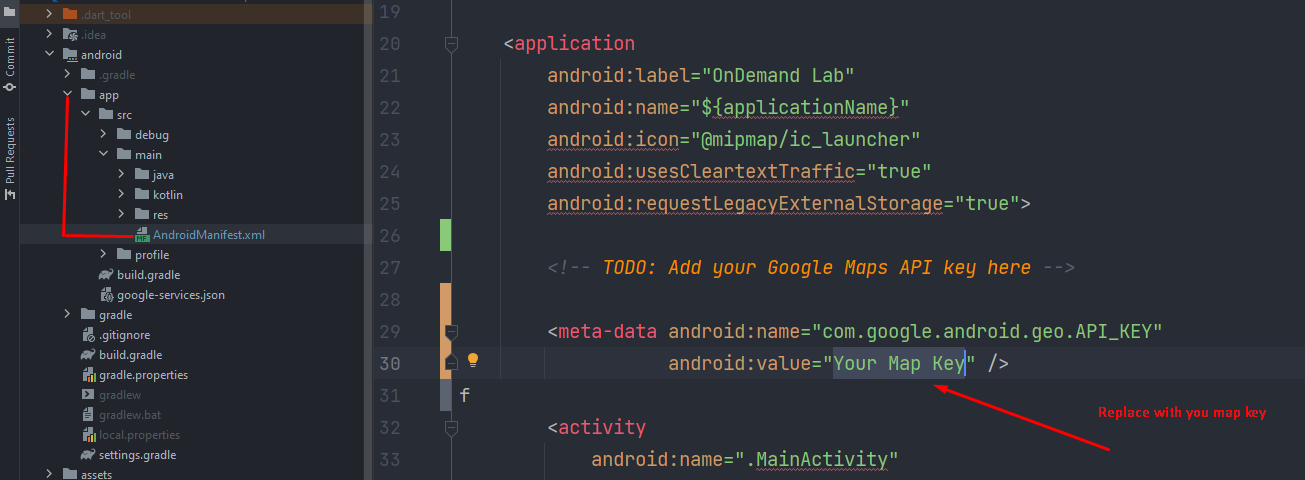 Commit
Pull Requests
.dart_tool
.idea
android
.gradle
app
src
debug
main
java
kotlin
res
MF
AndroidManifest.xml
profile
build.gradle
google-services.json
gradle
.gitignore
build.gradle
gradle.properties
gradlew
gradlew.bat
local.properties
settings.gradle
assets
19
20 <application
21 android:label="OnDemand Lab"
22 android:name="${applicationName}"
23 android:icon="@mipmap/ic_launcher"
24 android:usesCleartextTraffic="true"
25 android:requestLegacyExternalStorage="true">
26
27 <!-- TODO: Add your Google Maps API key here -->
28
29 <meta-data android:name="com.google.android.geo.API_KEY"
30 android:value="Your Map Key" />
31 f
32 <activity
33 android:name=".MainActivity"
Replace with you map key